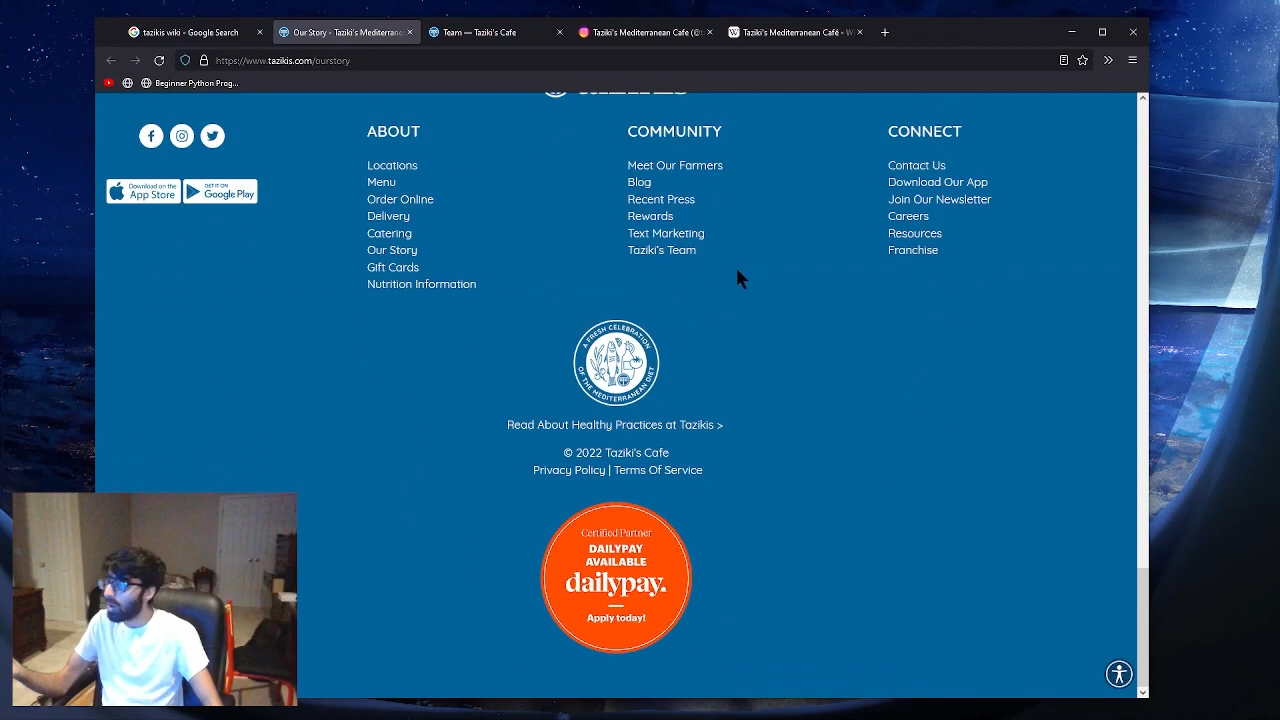 tazikis wiki - Google Search
Our Story - Taziki's Mediterrane
Team — Taziki's Cafe
Taziki's Mediterranean Cafe (@t
Taziki's Mediterranean Café - W
https://www.tazikis.com/ourstory
Beginner Python Prog...
Download on the
App Store
GET IT ON
Google Play
ABOUT
Locations
Menu
Order Online
Delivery
Catering
Our Story
Gift Cards
Nutrition Information
COMMUNITY
Meet Our Farmers
Blog
Recent Press
Rewards
Text Marketing
Taziki's Team
CONNECT
Contact Us
Download Our App
Join Our Newsletter
Careers
Resources
Franchise
A FRESH CELEBRATION
OF THE MEDITERRANEAN DIET
Read About Healthy Practices at Tazikis >
© 2022 Taziki's Cafe
Privacy Policy | Terms Of Service
Certified Partner
DAILYPAY
AVAILABLE
dailypay.
Apply today!